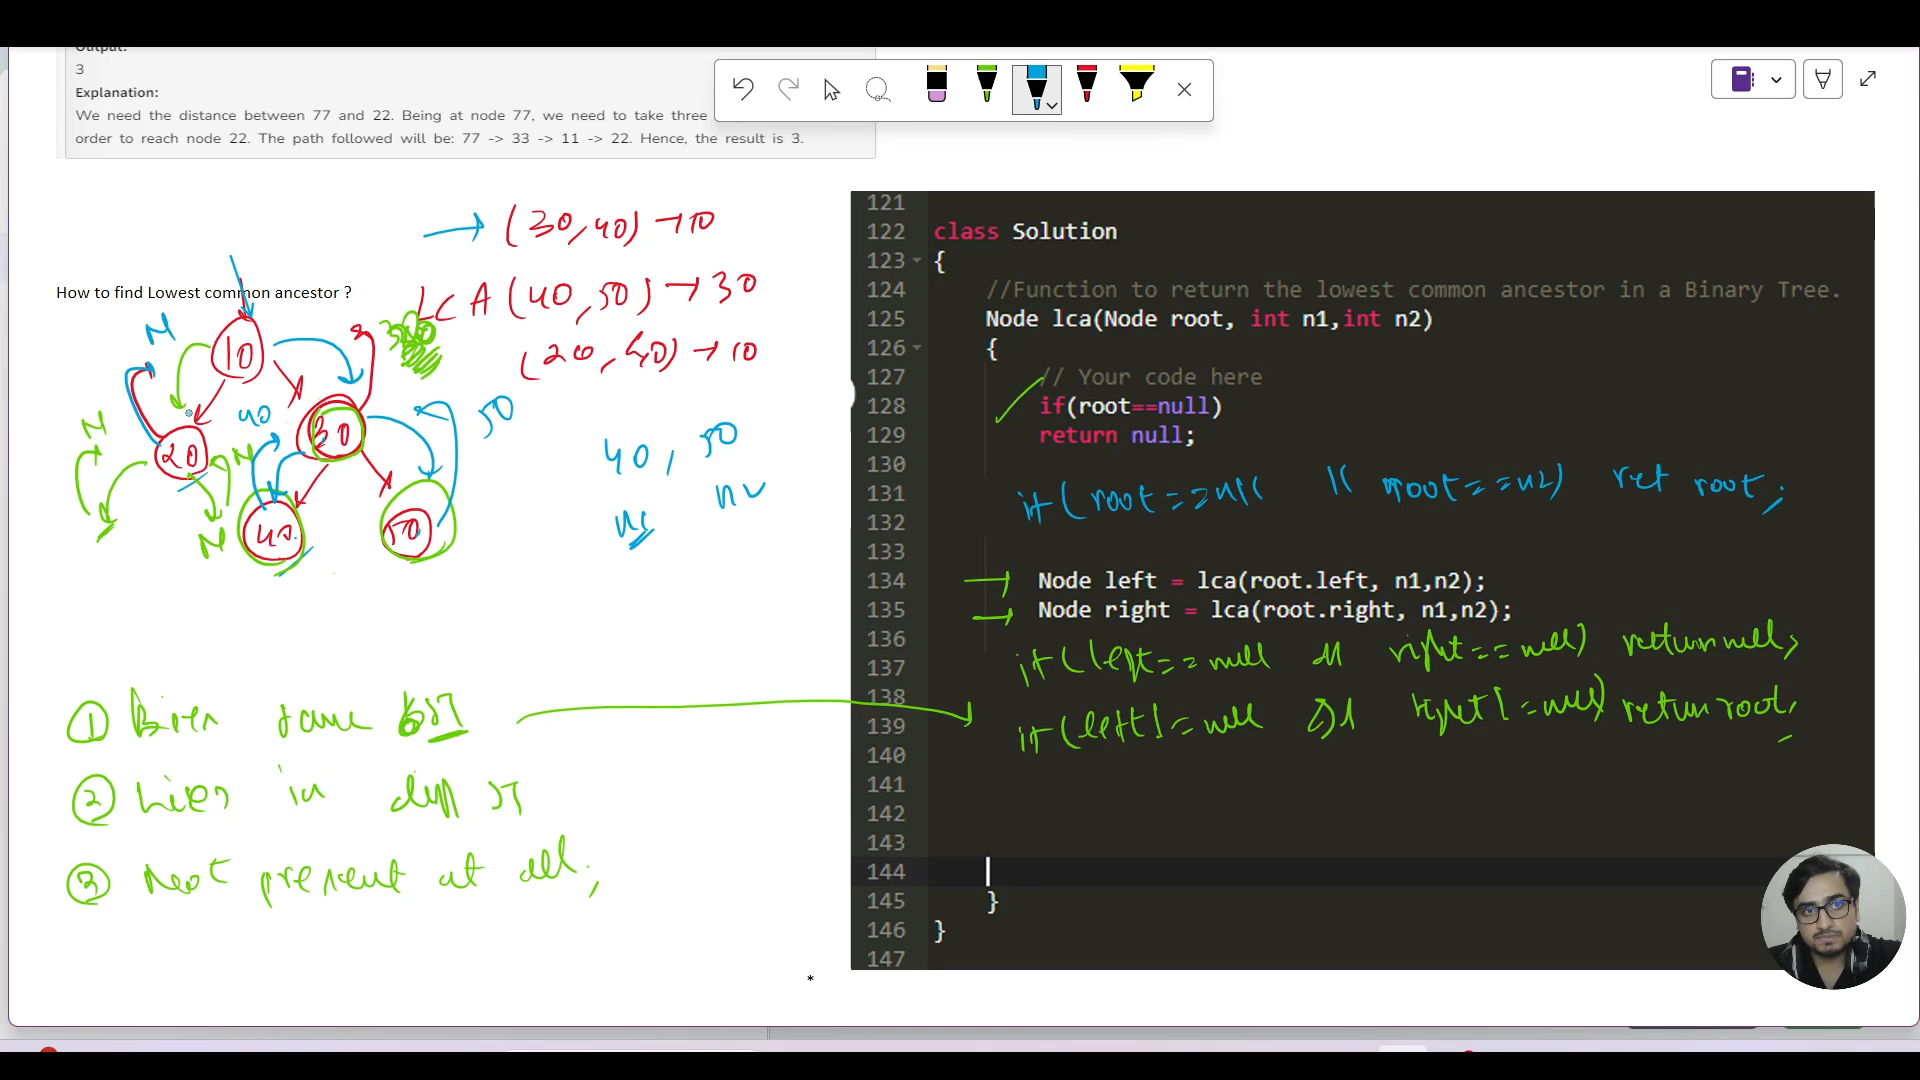 Output:
3
Explanation:
We need the distance between 77 and 22. Being at node 77, we need to take three
order to reach node 22. The path followed will be: 77 -> 33 -> 11 -> 22. Hence, the result is 3.
→ (30,40) → 10
How to find Lowest common ancestor ?
LCA (40,50) → 30
(20,40) → 10
N
10
N
20
N
N
40
30
50
40
50
40, 50
n1
① Both same
② Lies in diff ST
③ Not present at all;
*
121
122 class Solution
123 {
124 //Function to return the lowest common ancestor in a Binary Tree.
125 Node lca(Node root, int n1,int n2)
126 {
127 // Your code here
128 if(root==null)
129 return null;
130
131 if(root==n1 || root==n2) ret root;
132
133
134 Node left = lca(root.left, n1,n2);
135 Node right = lca(root.right, n1,n2);
136
137 if(left==null && right==null) return null;
138
139 if(left!=null && right!=null) return root;
140
141
142
143
144
145 }
146 }
147